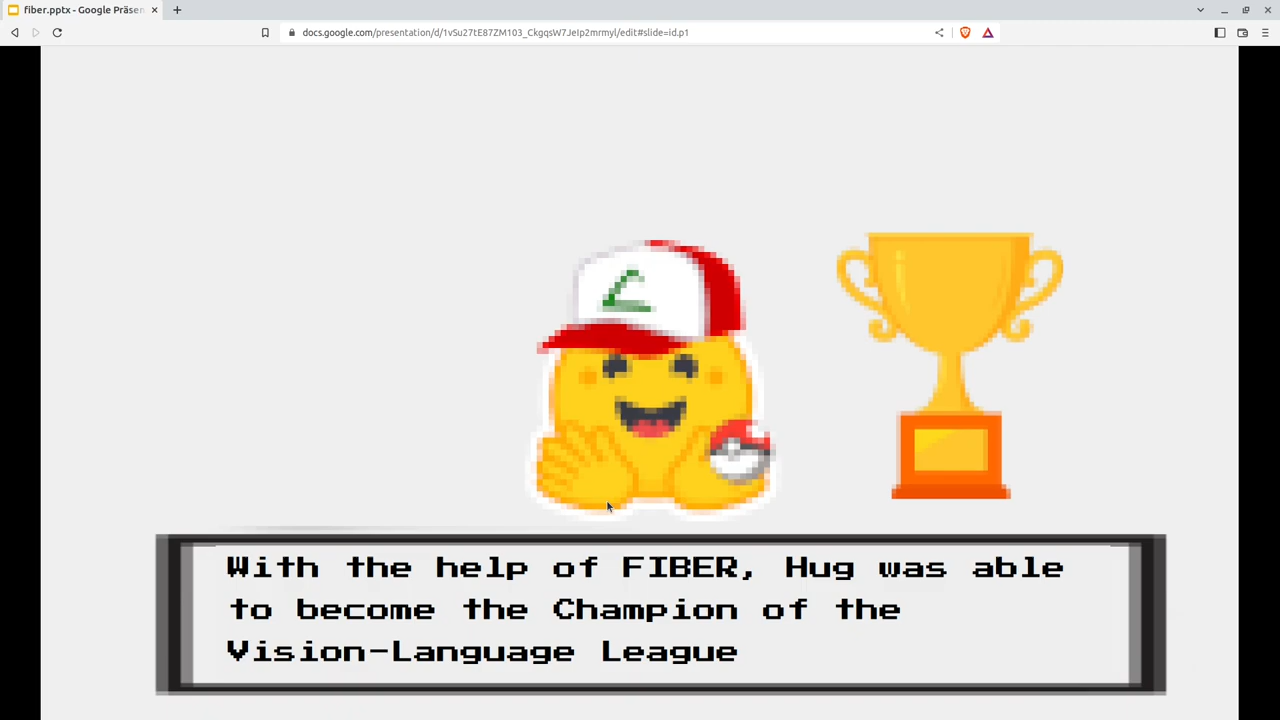 fiber.pptx - Google Präsen
docs.google.com/presentation/d/1vSu27tE87ZM103_CkgqsW7JeIp2mrmyl/edit#slide=id.p1
With the help of FIBER, Hug was able
to become the Champion of the
Vision-Language League